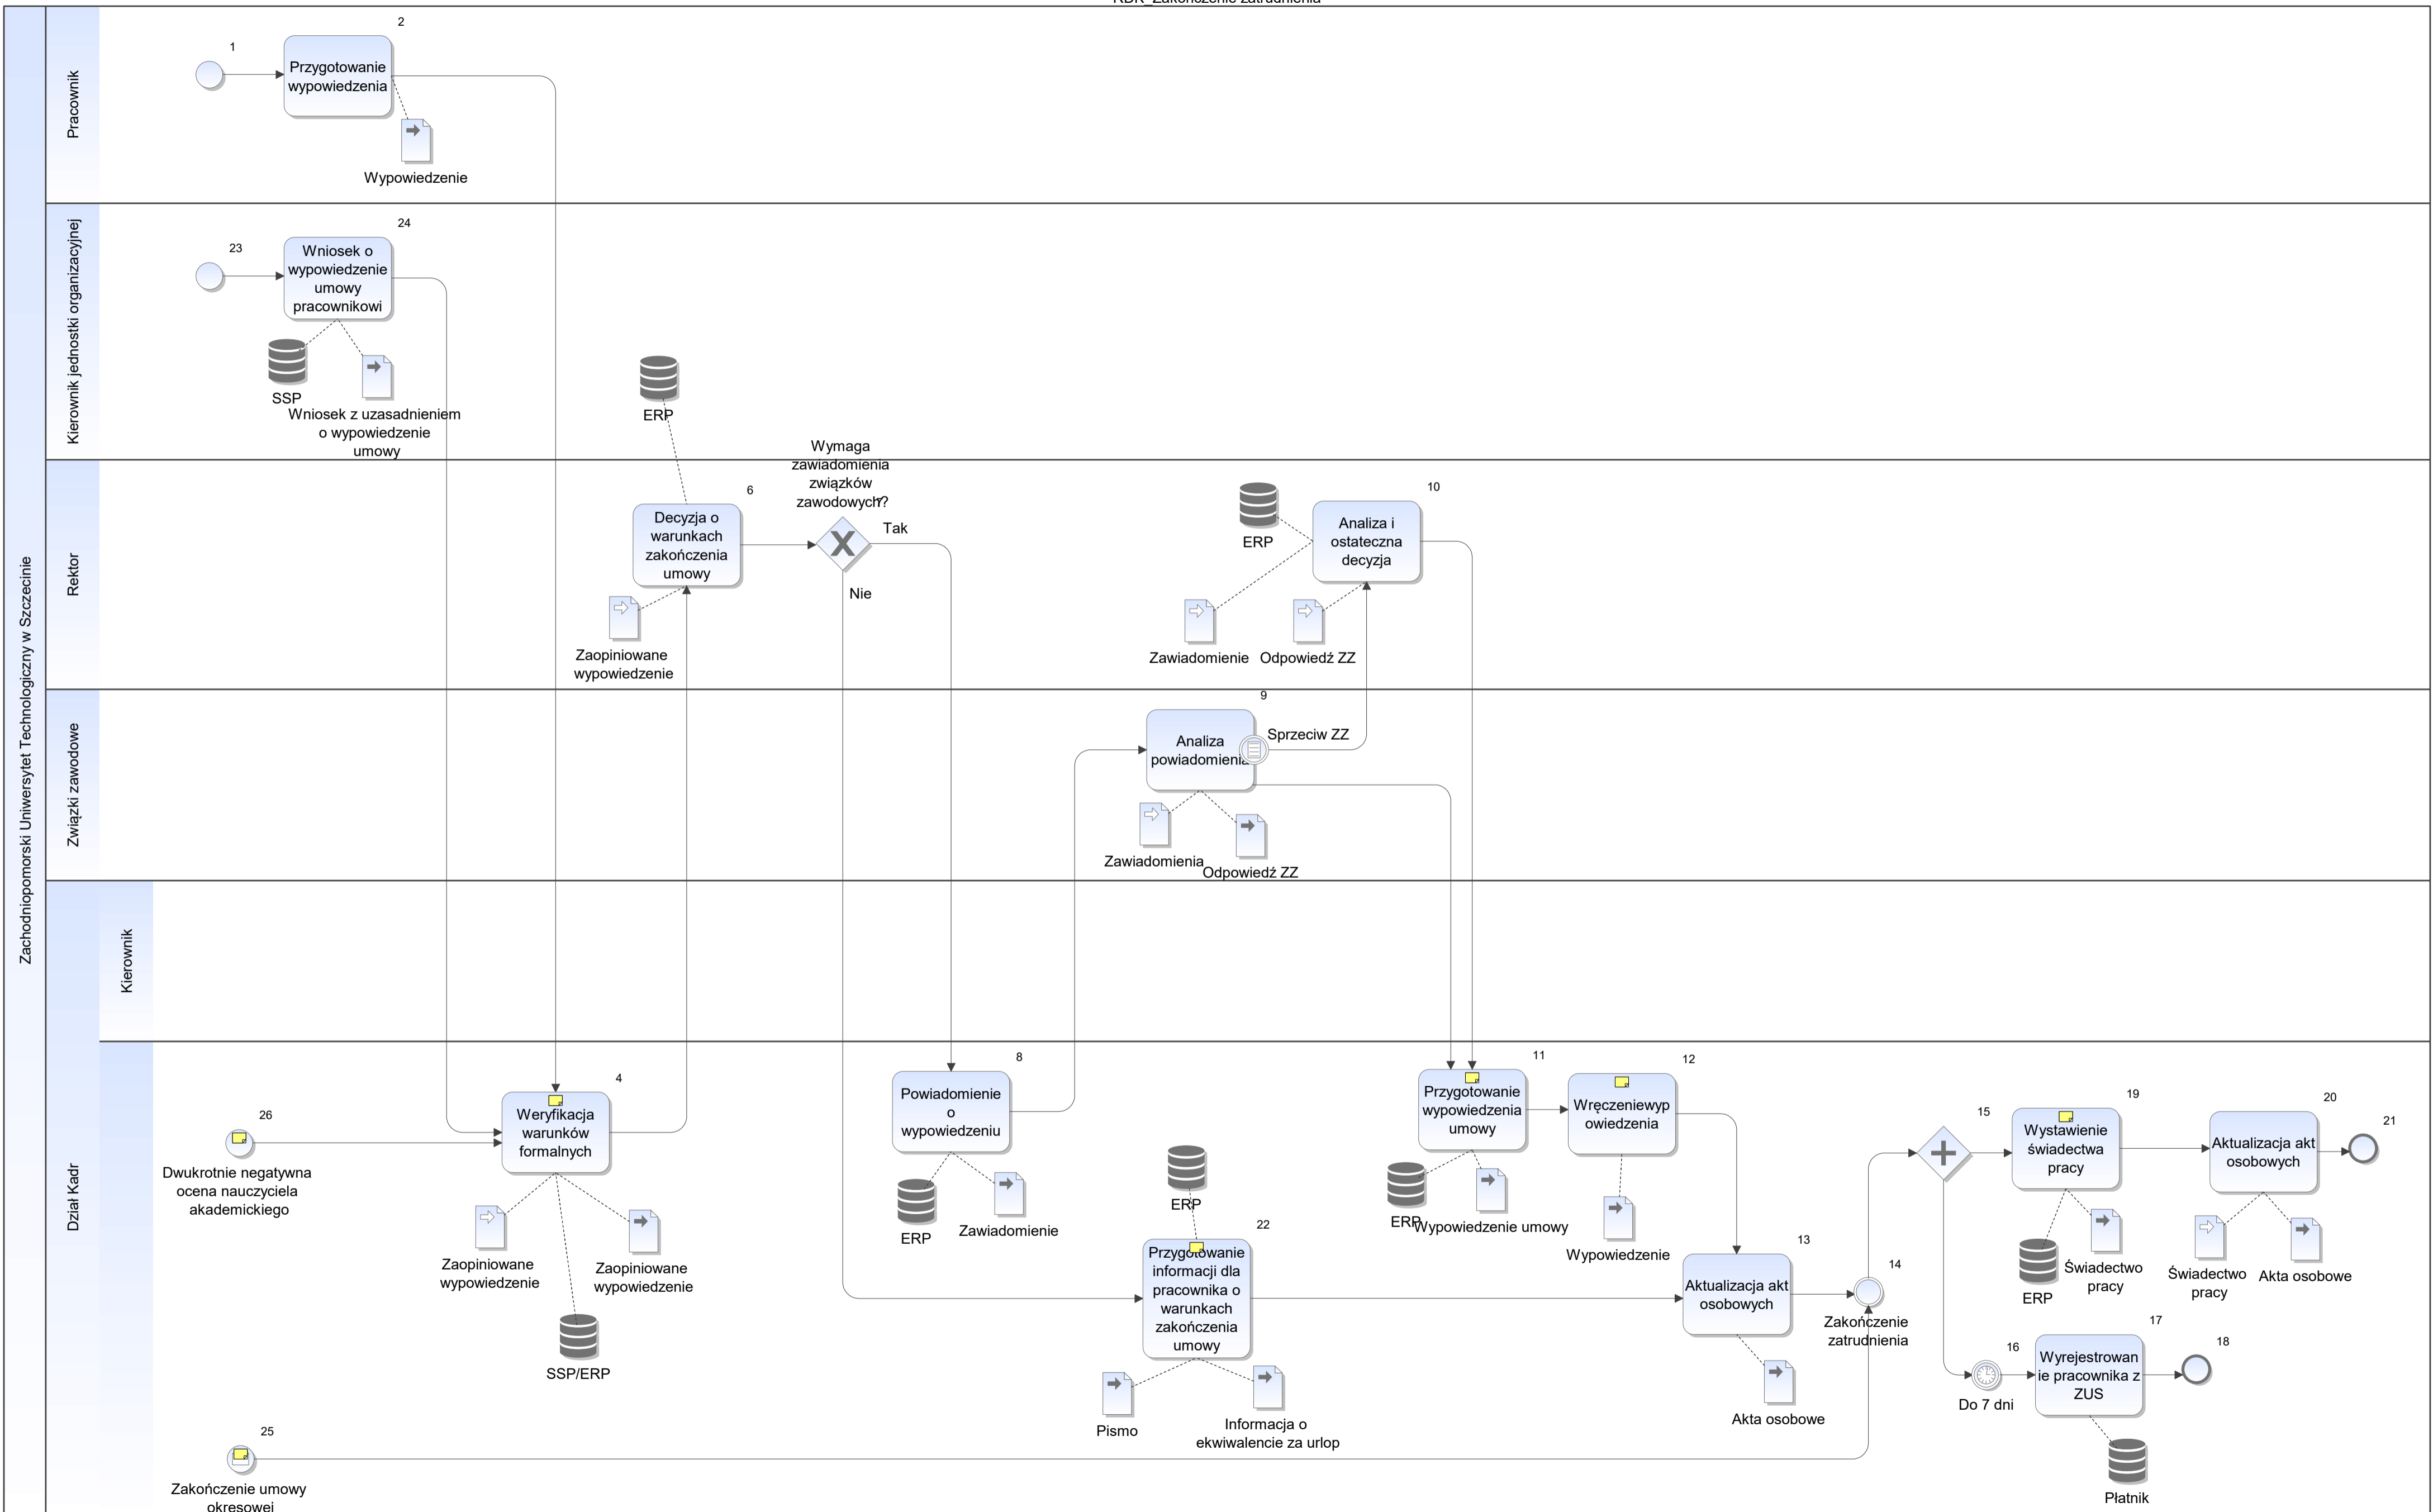 RDK_Zakończenie zatrudnienia
Zachodniopomorski Uniwersytet Technologiczny w Szczecinie
Pracownik
1
2
Przygotowanie
wypowiedzenia
Wypowiedzenie
Kierownik jednostki organizacyjnej
23
24
Wniosek o
wypowiedzenie
umowy
pracownikowi
SSP
Wniosek z uzasadnieniem
o wypowiedzenie
umowy
ERP
Rektor
6
Decyzja o
warunkach
zakończenia
umowy
Zaopiniowane
wypowiedzenie
Wymaga
zawiadomienia
związków
zawodowych?
7
Tak
Nie
ERP
10
Analiza i
ostateczna
decyzja
Zawiadomienie
Odpowiedź ZZ
Związki zawodowe
9
Analiza
powiadomienia
Sprzeciw ZZ
Zawiadomienia
Odpowiedź ZZ
Dział Kadr
Kierownik
26
Dwukrotnie negatywna
ocena nauczyciela
akademickiego
4
Weryfikacja
warunków
formalnych
Zaopiniowane
wypowiedzenie
Zaopiniowane
wypowiedzenie
SSP/ERP
8
Powiadomienie
o
wypowiedzeniu
ERP
Zawiadomienie
ERP
22
Przygotowanie
informacji dla
pracownika o
warunkach
zakończenia
umowy
Pismo
Informacja o
ekwiwalencie za urlop
11
Przygotowanie
wypowiedzenia
umowy
ERP
Wypowiedzenie umowy
12
Wręczeniewyp
owiedzenia
Wypowiedzenie
13
Aktualizacja akt
osobowych
Akta osobowe
14
Zakończenie
zatrudnienia
15
19
Wystawienie
świadectwa
pracy
ERP
Świadectwo
pracy
20
Aktualizacja akt
osobowych
Świadectwo
pracy
Akta osobowe
21
16
Do 7 dni
17
Wyrejestrowan
ie pracownika z
ZUS
Płatnik
18
25
Zakończenie umowy
okresowej